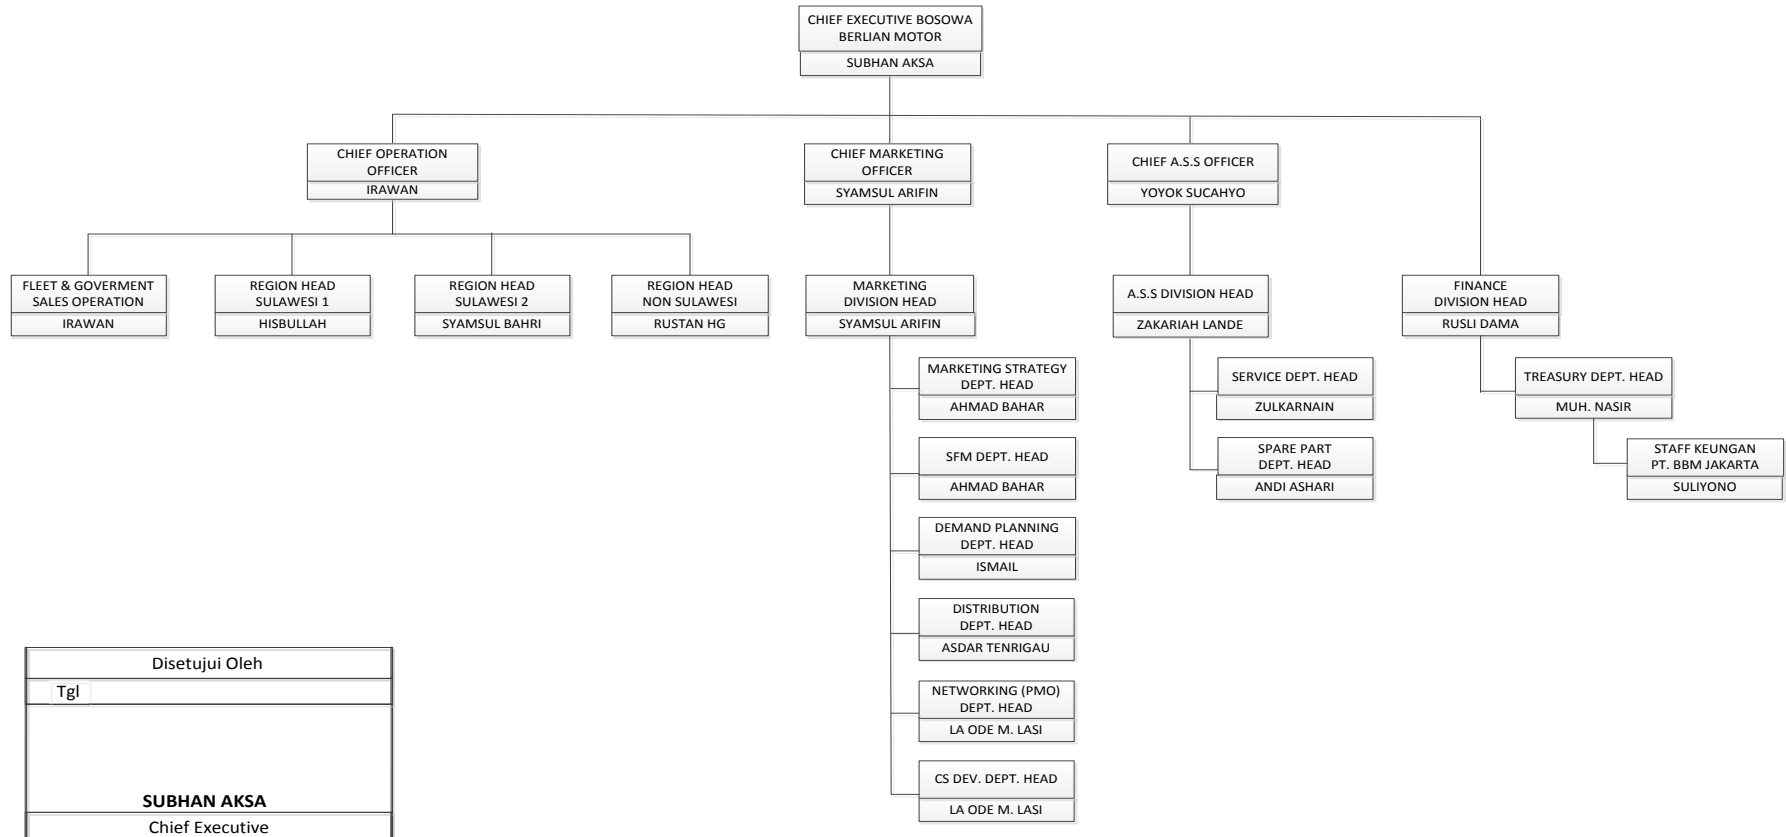 CHIEF EXECUTIVE BOSOWA
BERLIAN MOTOR
SUBHAN AKSA
CHIEF OPERATION
OFFICER
IRAWAN
CHIEF MARKETING
OFFICER
SYAMSUL ARIFIN
CHIEF A.S.S OFFICER
YOYOK SUCAHYO
FLEET & GOVERMENT
SALES OPERATION
IRAWAN
REGION HEAD
SULAWESI 1
HISBULLAH
REGION HEAD
SULAWESI 2
SYAMSUL BAHRI
REGION HEAD
NON SULAWESI
RUSTAN HG
MARKETING
DIVISION HEAD
SYAMSUL ARIFIN
A.S.S DIVISION HEAD
ZAKARIAH LANDE
FINANCE
DIVISION HEAD
RUSLI DAMA
MARKETING STRATEGY
DEPT. HEAD
AHMAD BAHAR
SFM DEPT. HEAD
AHMAD BAHAR
DEMAND PLANNING
DEPT. HEAD
ISMAIL
DISTRIBUTION
DEPT. HEAD
ASDAR TENRIGAU
NETWORKING (PMO)
DEPT. HEAD
LA ODE M. LASI
CS DEV. DEPT. HEAD
LA ODE M. LASI
SERVICE DEPT. HEAD
ZULKARNAIN
SPARE PART
DEPT. HEAD
ANDI ASHARI
TREASURY DEPT. HEAD
MUH. NASIR
STAFF KEUNGAN
PT. BBM JAKARTA
SULIYONO
Disetujui Oleh
Tgl
SUBHAN AKSA
Chief Executive